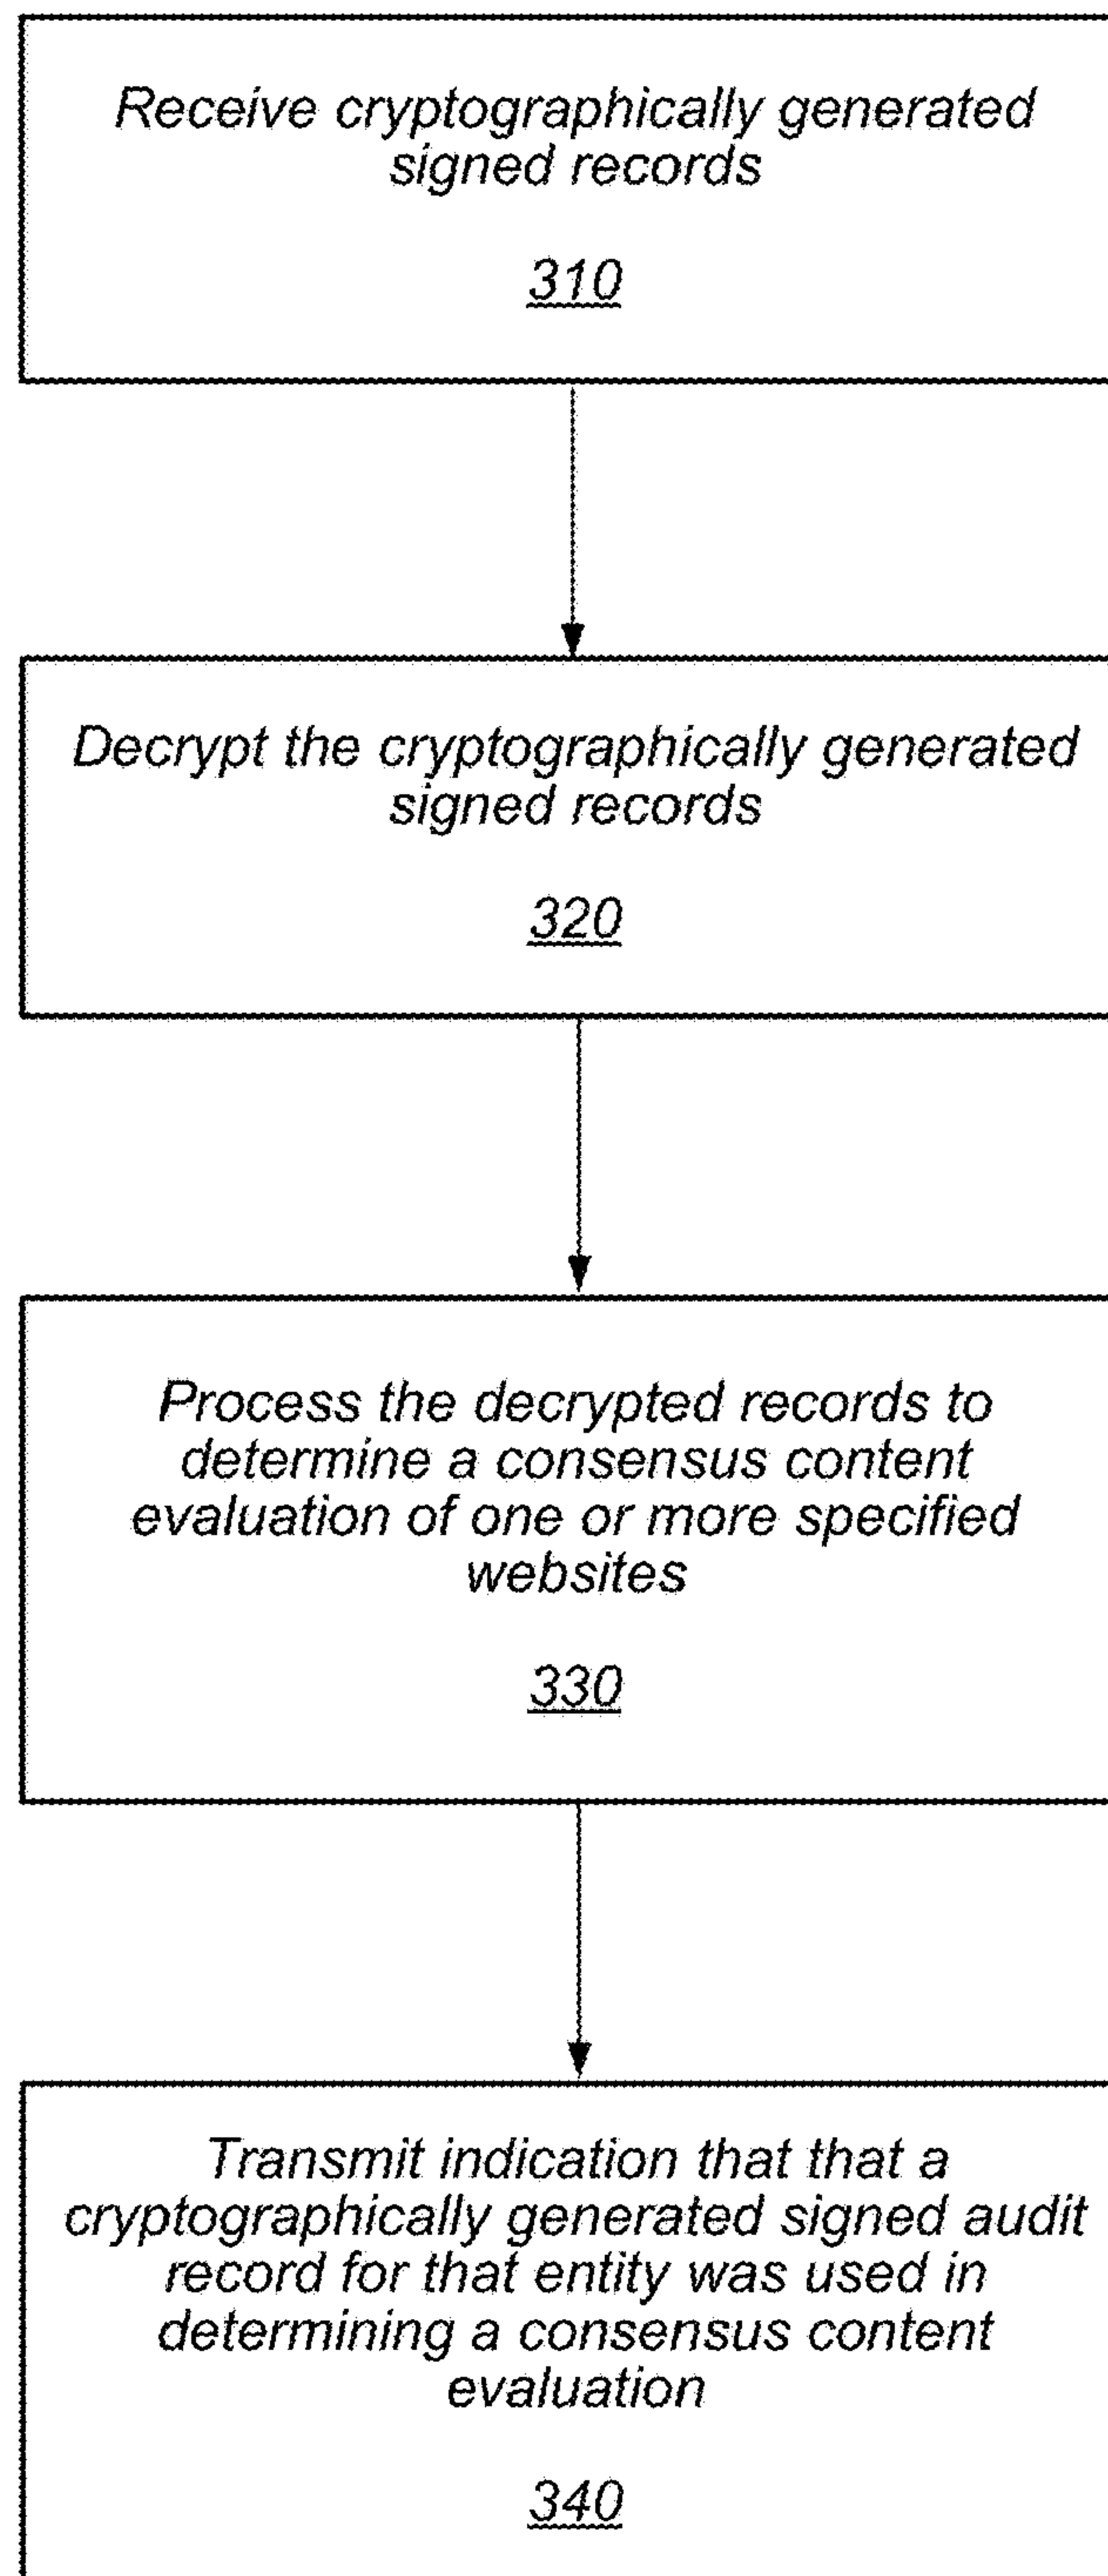 Receive cryptographically generated
signed records
310
Decrypt the cryptographically generated
signed records
320
Process the decrypted records to
determine a consensus content
evaluation of one or more specified
websites
330
Transmit indication that that a
cryptographically generated signed audit
record for that entity was used in
determining a consensus content
evaluation
340